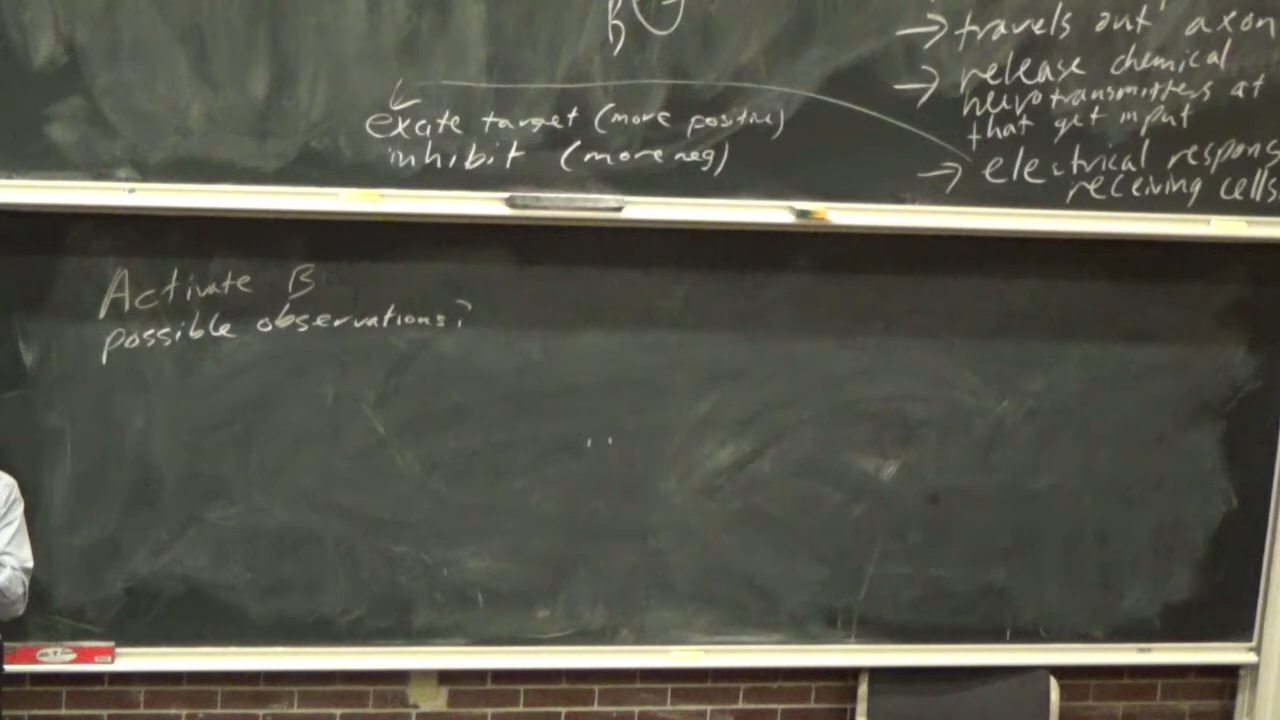 B
→ travels out axon
→ release chemical
neurotransmitters at
that get input
→ electrical respons
receiving cells
excite target (more positive)
inhibit (more neg)
Activate B
possible observations?